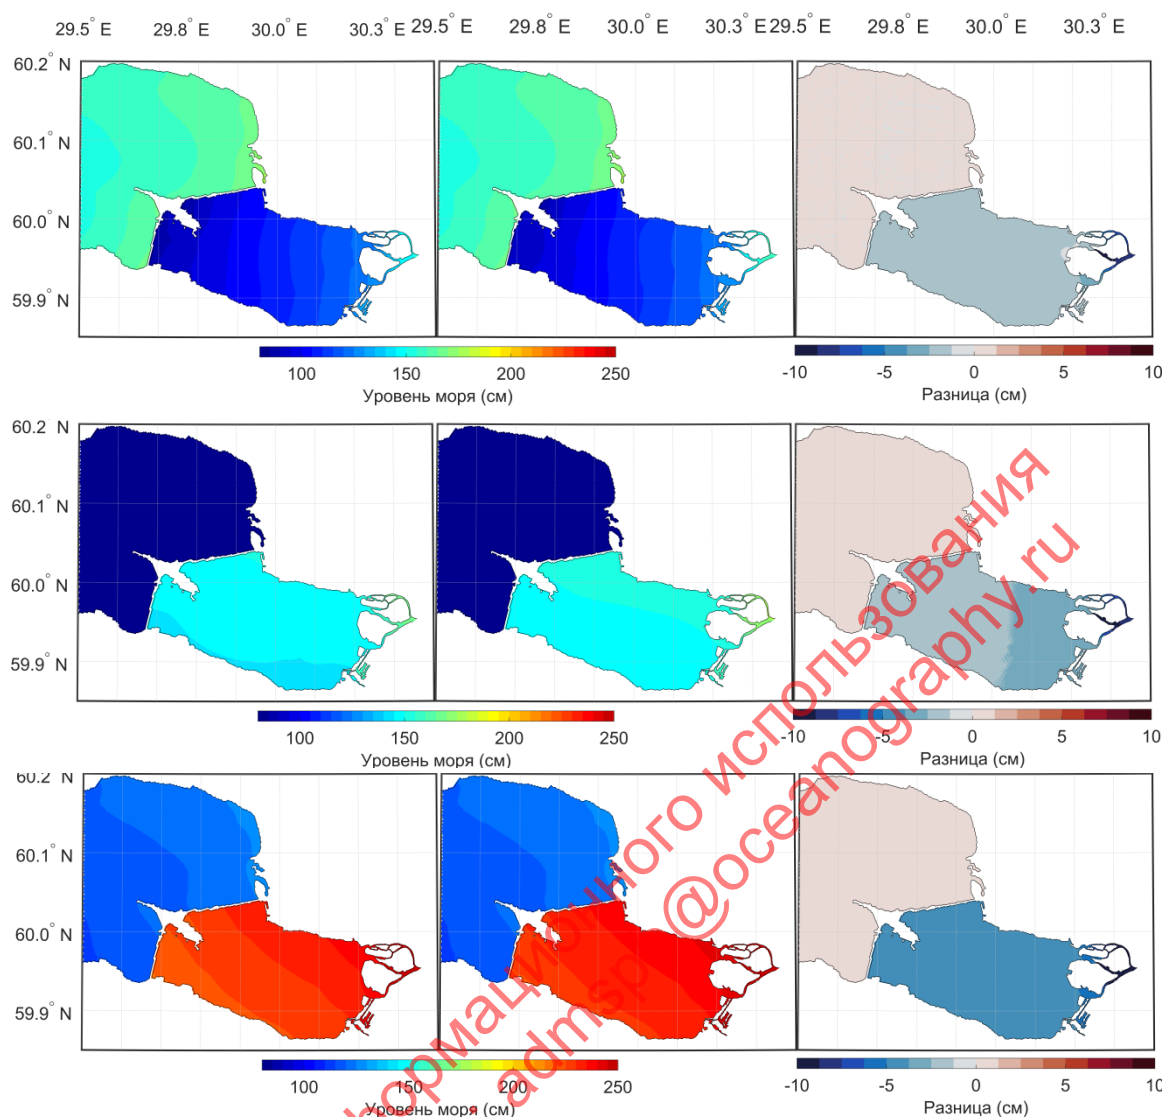 29.5° E 29.8° E 30.0° E 30.3° E 29.5° E 29.8° E 30.0° E 30.3° E 29.5° E 29.8° E 30.0° E 30.3° E
60.2° N
60.1° N
60.0° N
59.9° N
100 150 200 250 -10 -5 0 5 10
Уровень моря (см) Разница (см)
60.2° N
60.1° N
60.0° N
59.9° N
100 150 200 250 -10 -5 0 5 10
Уровень моря (см) Разница (см)
60.2° N
60.1° N
60.0° N
59.9° N
100 150 200 250 -10 -5 0 5 10
Уровень моря (см) Разница (см)
формационного использования
admsp @oceanography.ru